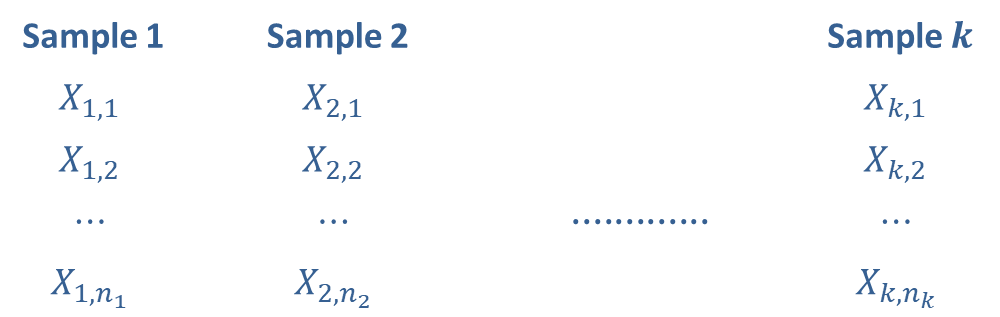 Sample 1 Sample 2 Sample k
X1,1 X2,1 Xk,1
X1,2 X2,2 Xk,2
... ... ............. ...
X1,n1 X2,n2 Xk,nk